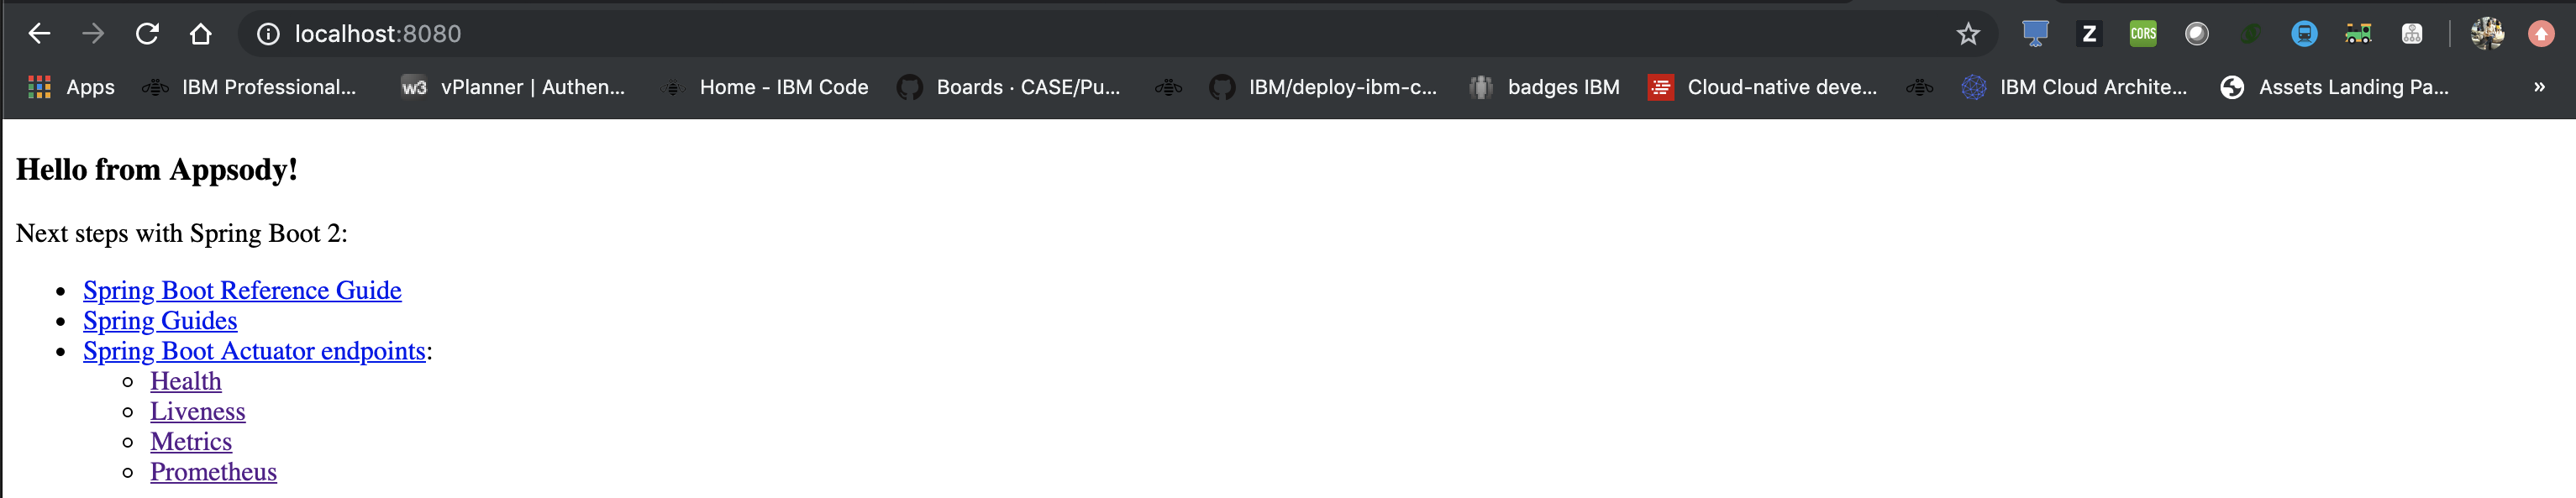 localhost:8080
Z CORS
Apps IBM Professional... w3 vPlanner | Authen... Home - IBM Code Boards · CASE/Pu... IBM/deploy-ibm-c... badges IBM Cloud-native deve... IBM Cloud Archite... Assets Landing Pa... »
Hello from Appsody!
Next steps with Spring Boot 2:
• Spring Boot Reference Guide
• Spring Guides
• Spring Boot Actuator endpoints:
◦ Health
◦ Liveness
◦ Metrics
◦ Prometheus